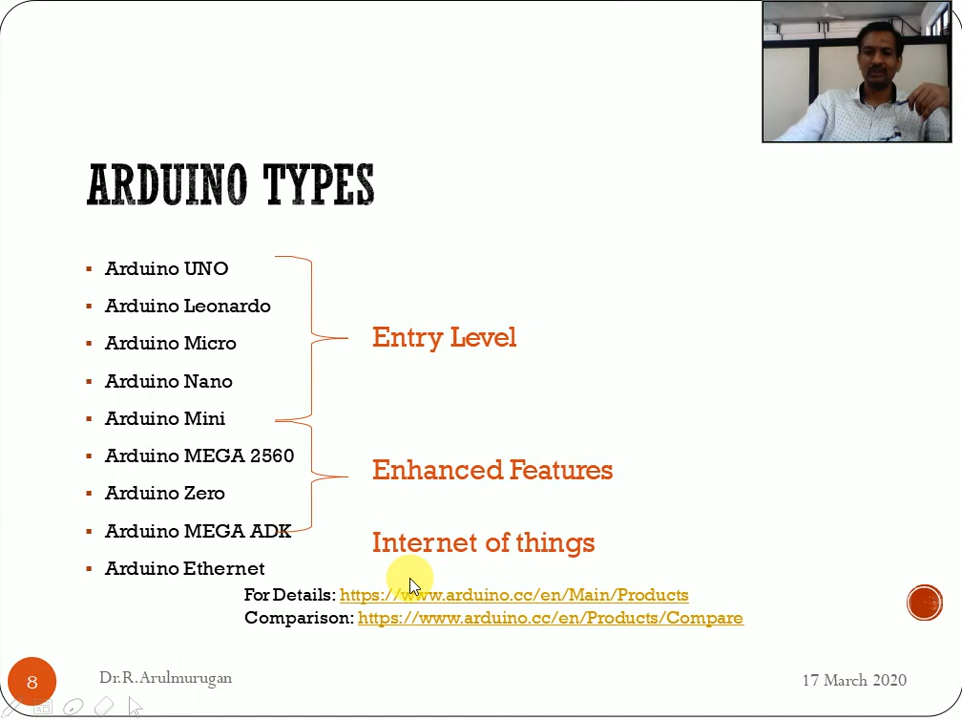 ARDUINO TYPES
Arduino UNO
Arduino Leonardo
Arduino Micro
Arduino Nano
Arduino Mini
Arduino MEGA 2560
Arduino Zero
Arduino MEGA ADK
Arduino Ethernet
Entry Level
Enhanced Features
Internet of things
For Details: https://www.arduino.cc/en/Main/Products
Comparison: https://www.arduino.cc/en/Products/Compare
8
Dr.R.Arulmurugan
17 March 2020